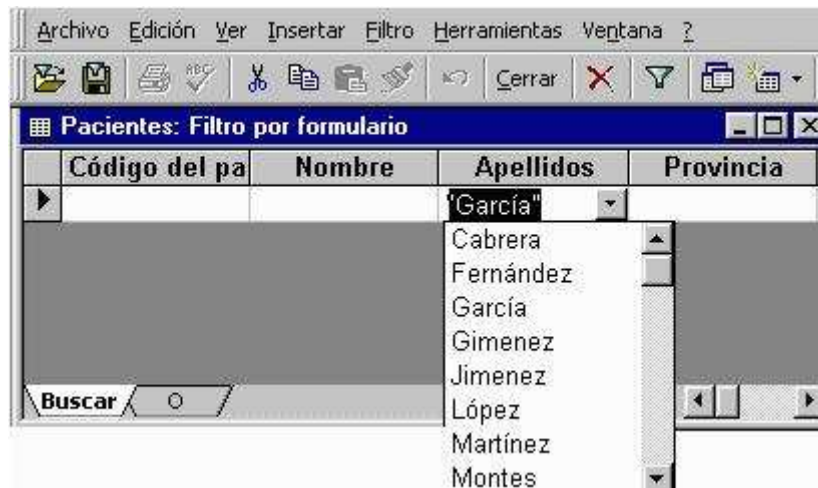 Archivo Edición Ver Insertar Filtro Herramientas Ventana ?
ABC Cerrar
Pacientes: Filtro por formulario
Código del pa Nombre Apellidos Provincia
"García"
Cabrera
Fernández
García
Gimenez
Jimenez
López
Martínez
Montes
Buscar O